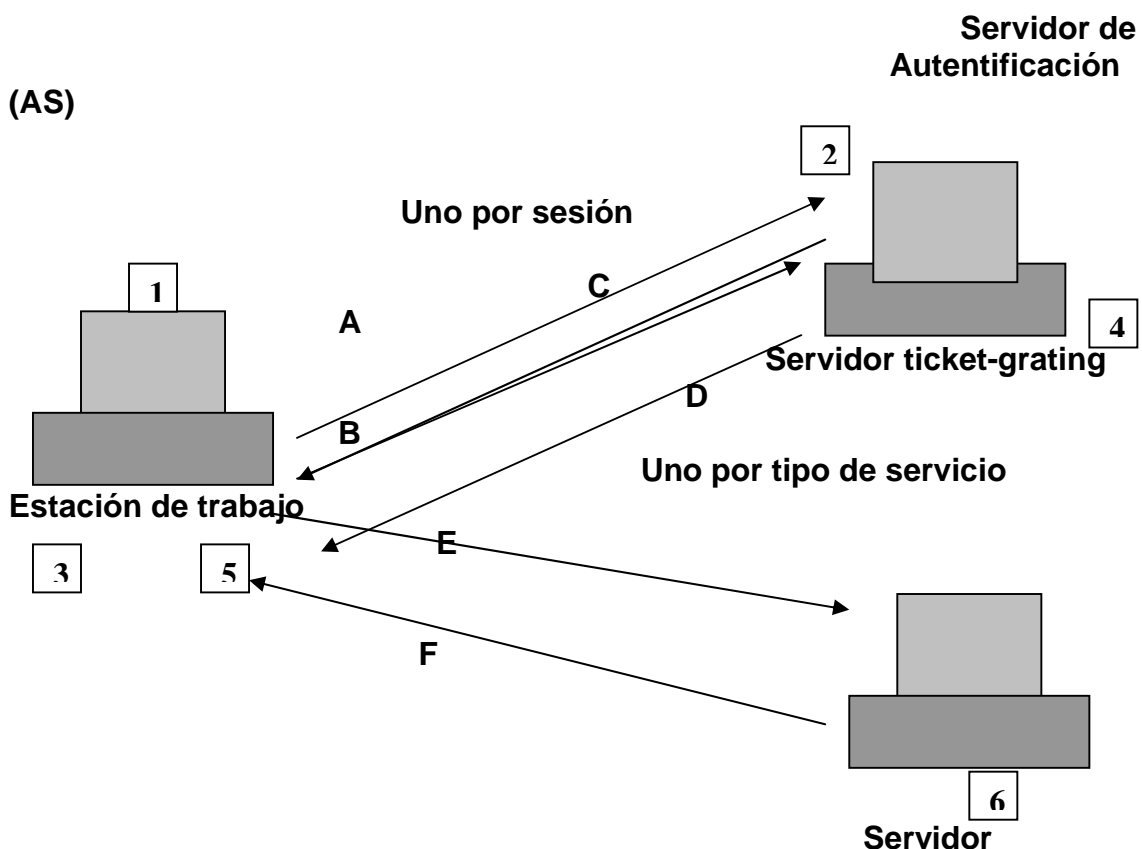 Servidor de
Autentificación
(AS)
2
Uno por sesión
1
C
A
4
Servidor ticket-grating
D
B
Uno por tipo de servicio
Estación de trabajo
E
3
5
F
6
Servidor